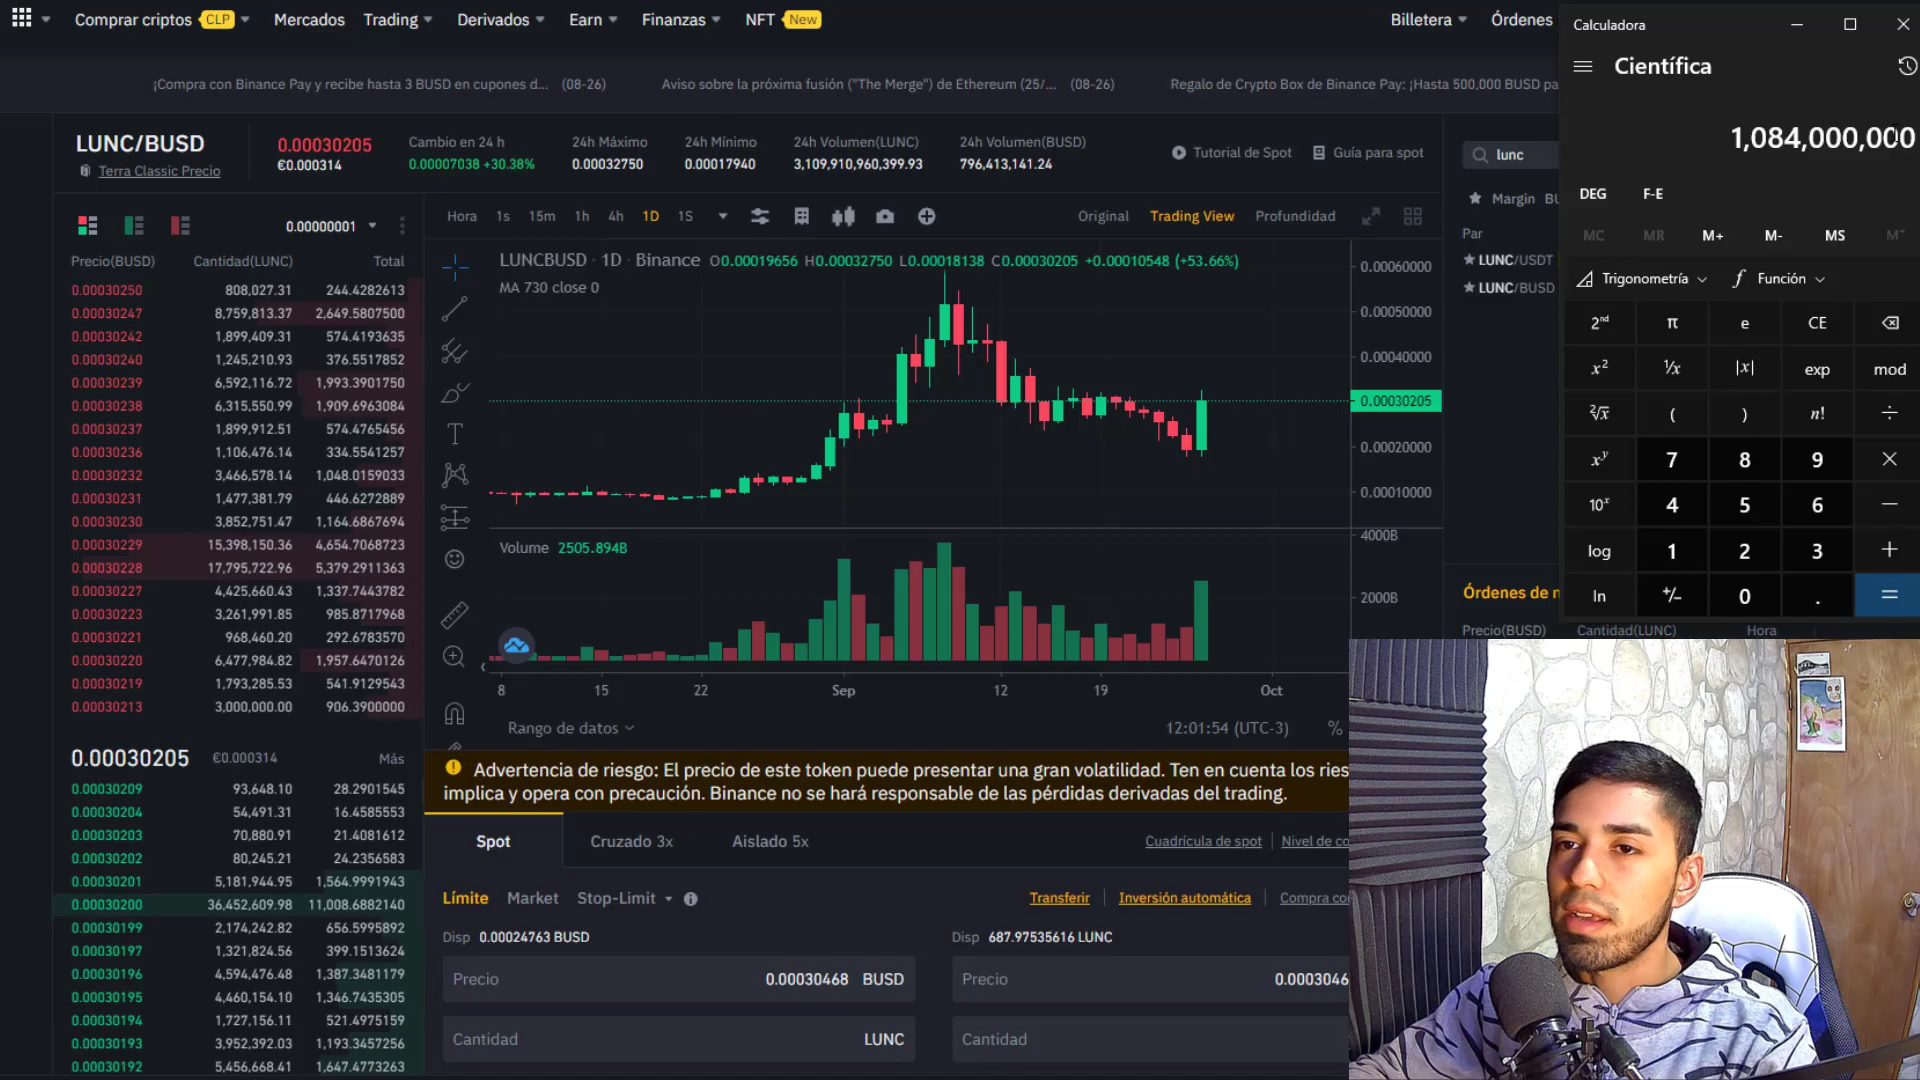 Comprar criptos CLP Mercados Trading Derivados Earn Finanzas NFT New Billetera Órdenes
¡Compra con Binance Pay y recibe hasta 3 BUSD en cupones d... (08-26) Aviso sobre la próxima fusión ("The Merge") de Ethereum (25/... (08-26) Regalo de Crypto Box de Binance Pay: ¡Hasta 500,000 BUSD pa
LUNC/BUSD 0.00030205 Cambio en 24 h 24h Máximo 24h Mínimo 24h Volumen(LUNC) 24h Volumen(BUSD)
Terra Classic Precio €0.000314 0.00007038 +30.38% 0.00032750 0.00017940 3,109,910,960,399.93 796,413,141.24
Tutorial de Spot Guía para spot
0.00000001
Precio(BUSD) Cantidad(LUNC) Total
0.00030250 808,027.31 244.4282613
0.00030247 8,759,813.37 2,649.5807500
0.00030242 1,899,409.31 574.4193635
0.00030240 1,245,210.93 376.5517852
0.00030239 6,592,116.72 1,993.3901750
0.00030238 6,315,550.99 1,909.6963084
0.00030237 1,899,912.51 574.4765456
0.00030236 1,106,476.14 334.5541257
0.00030232 3,466,578.14 1,048.0159033
0.00030231 1,477,381.79 446.6272889
0.00030230 3,852,751.47 1,164.6867694
0.00030229 15,398,150.36 4,654.7068723
0.00030228 17,795,722.96 5,379.2911363
0.00030227 4,425,660.43 1,337.7443782
0.00030223 3,261,991.85 985.8717968
0.00030221 968,460.20 292.6783570
0.00030220 6,477,984.82 1,957.6470126
0.00030219 1,793,285.53 541.9129543
0.00030213 3,000,000.00 906.3900000
0.00030205 €0.000314 Más
0.00030209 93,648.10 28.2901545
0.00030204 54,491.31 16.4585553
0.00030203 70,880.91 21.4081612
0.00030202 80,245.21 24.2356583
0.00030201 5,181,944.95 1,564.9991943
0.00030200 36,452,609.98 11,008.6882140
0.00030199 2,174,242.82 656.5995892
0.00030197 1,321,824.56 399.1513624
0.00030196 4,594,476.48 1,387.3481179
0.00030195 4,460,154.10 1,346.7435305
0.00030194 1,727,156.11 521.4975159
0.00030193 3,952,392.03 1,193.3457256
0.00030192 5,456,668.41 1,647.4773263
Hora 1s 15m 1h 4h 1D 1S Original Trading View Profundidad
LUNCBUSD · 1D · Binance O0.00019656 H0.00032750 L0.00018138 C0.00030205 +0.00010548 (+53.66%)
MA 730 close 0
0.00060000
0.00050000
0.00040000
0.00030205
0.00020000
0.00010000
Volume 2505.894B
4000B
2000B
8 15 22 Sep 12 19 Oct
Rango de datos 12:01:54 (UTC-3) %
Advertencia de riesgo: El precio de este token puede presentar una gran volatilidad. Ten en cuenta los ries
implica y opera con precaución. Binance no se hará responsable de las pérdidas derivadas del trading.
Spot Cruzado 3x Aislado 5x Cuadrícula de spot Nivel de co
Límite Market Stop-Limit Transferir Inversión automática Compra co
Disp 0.00024763 BUSD Disp 687.97535616 LUNC
Precio 0.00030468 BUSD Precio 0.0003046
Cantidad LUNC Cantidad
lunc
Margin BU
Par
LUNC/USDT
LUNC/BUSD
Órdenes de n
Precio(BUSD) Cantidad(LUNC) Hora
Calculadora
Científica
1,084,000,000
DEG F-E
MC MR M+ M- MS M˅
Trigonometría f Función
2nd π e CE
x² ¹/x |x| exp mod
²√x ( ) n! ÷
xʸ 7 8 9 ×
10ˣ 4 5 6 −
log 1 2 3 +
ln +/− 0 . =